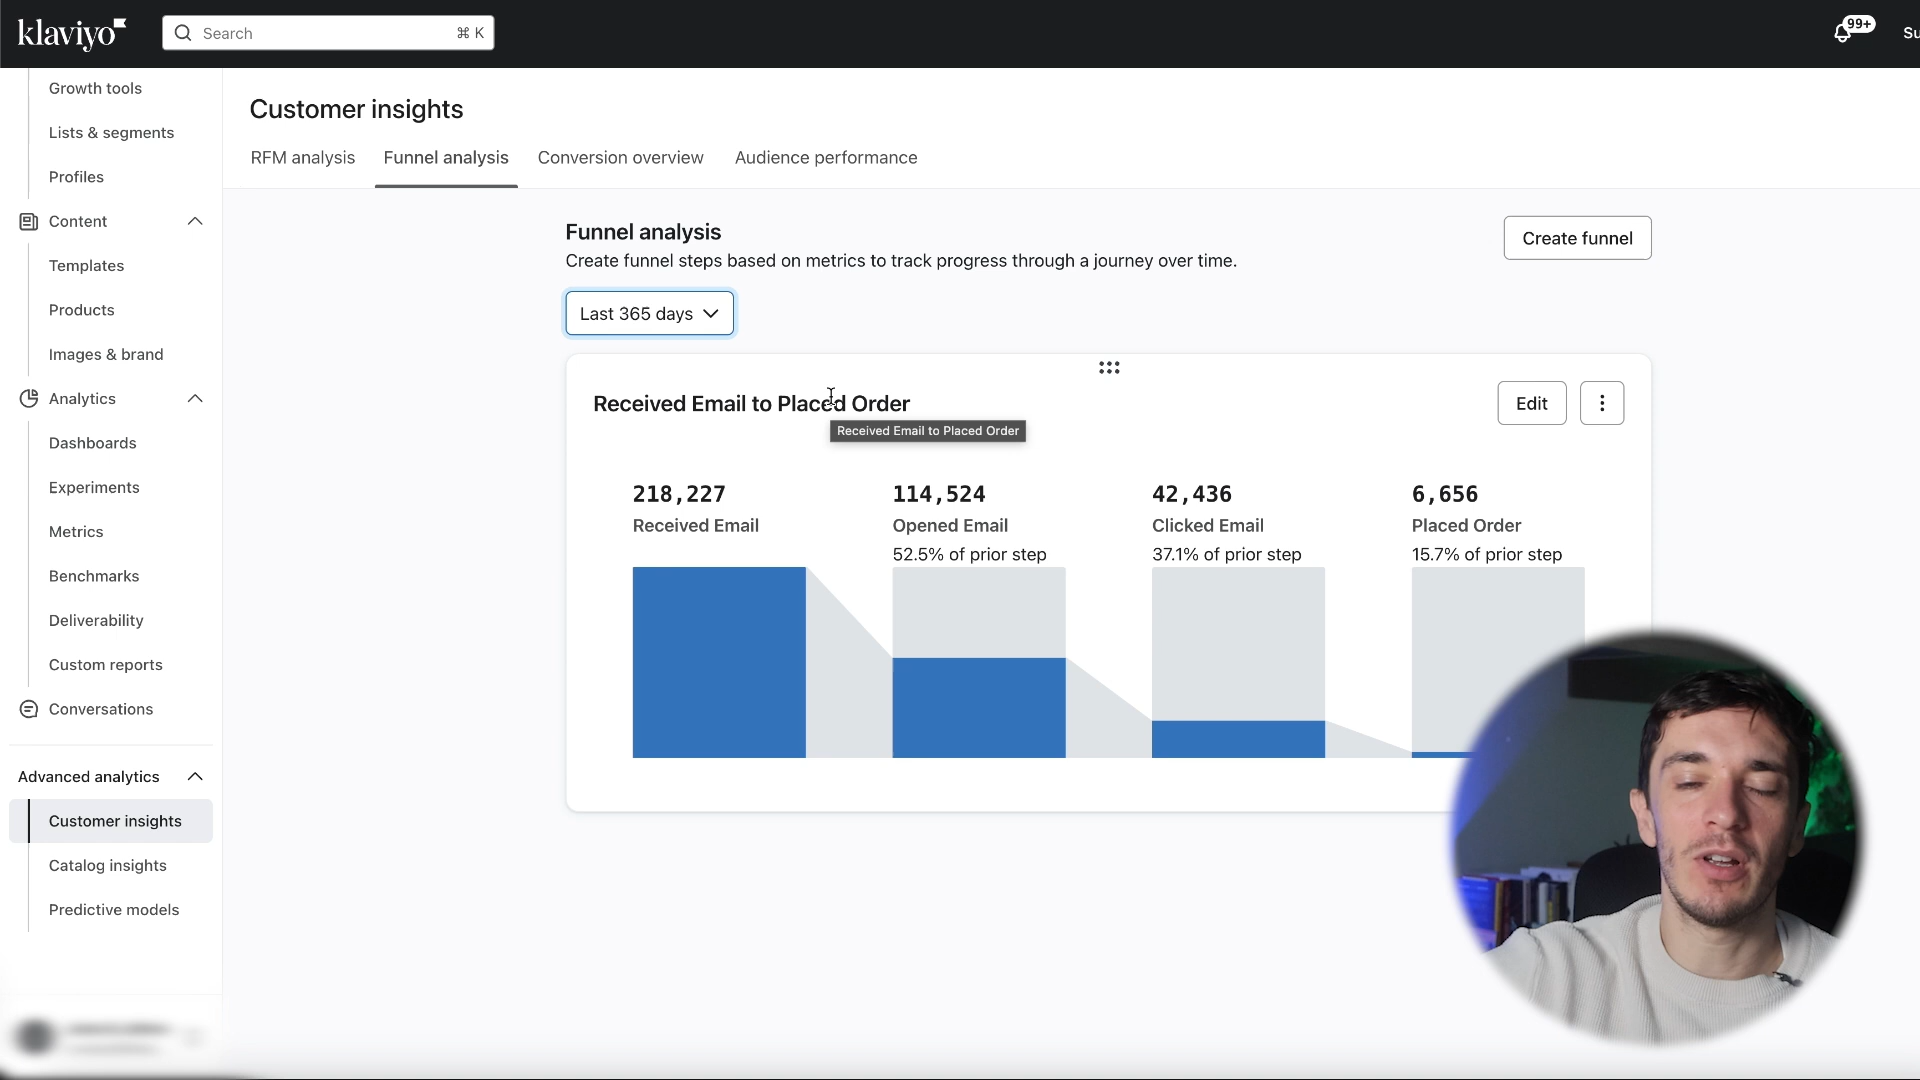 klaviyo
Search
⌘ K
99+
Su
Growth tools
Lists & segments
Profiles
Content
Templates
Products
Images & brand
Analytics
Dashboards
Experiments
Metrics
Benchmarks
Deliverability
Custom reports
Conversations
Advanced analytics
Customer insights
Catalog insights
Predictive models
Customer insights
RFM analysis
Funnel analysis
Conversion overview
Audience performance
Funnel analysis
Create funnel steps based on metrics to track progress through a journey over time.
Create funnel
Last 365 days
Received Email to Placed Order
Edit
Received Email to Placed Order
218,227
Received Email
114,524
Opened Email
52.5% of prior step
42,436
Clicked Email
37.1% of prior step
6,656
Placed Order
15.7% of prior step